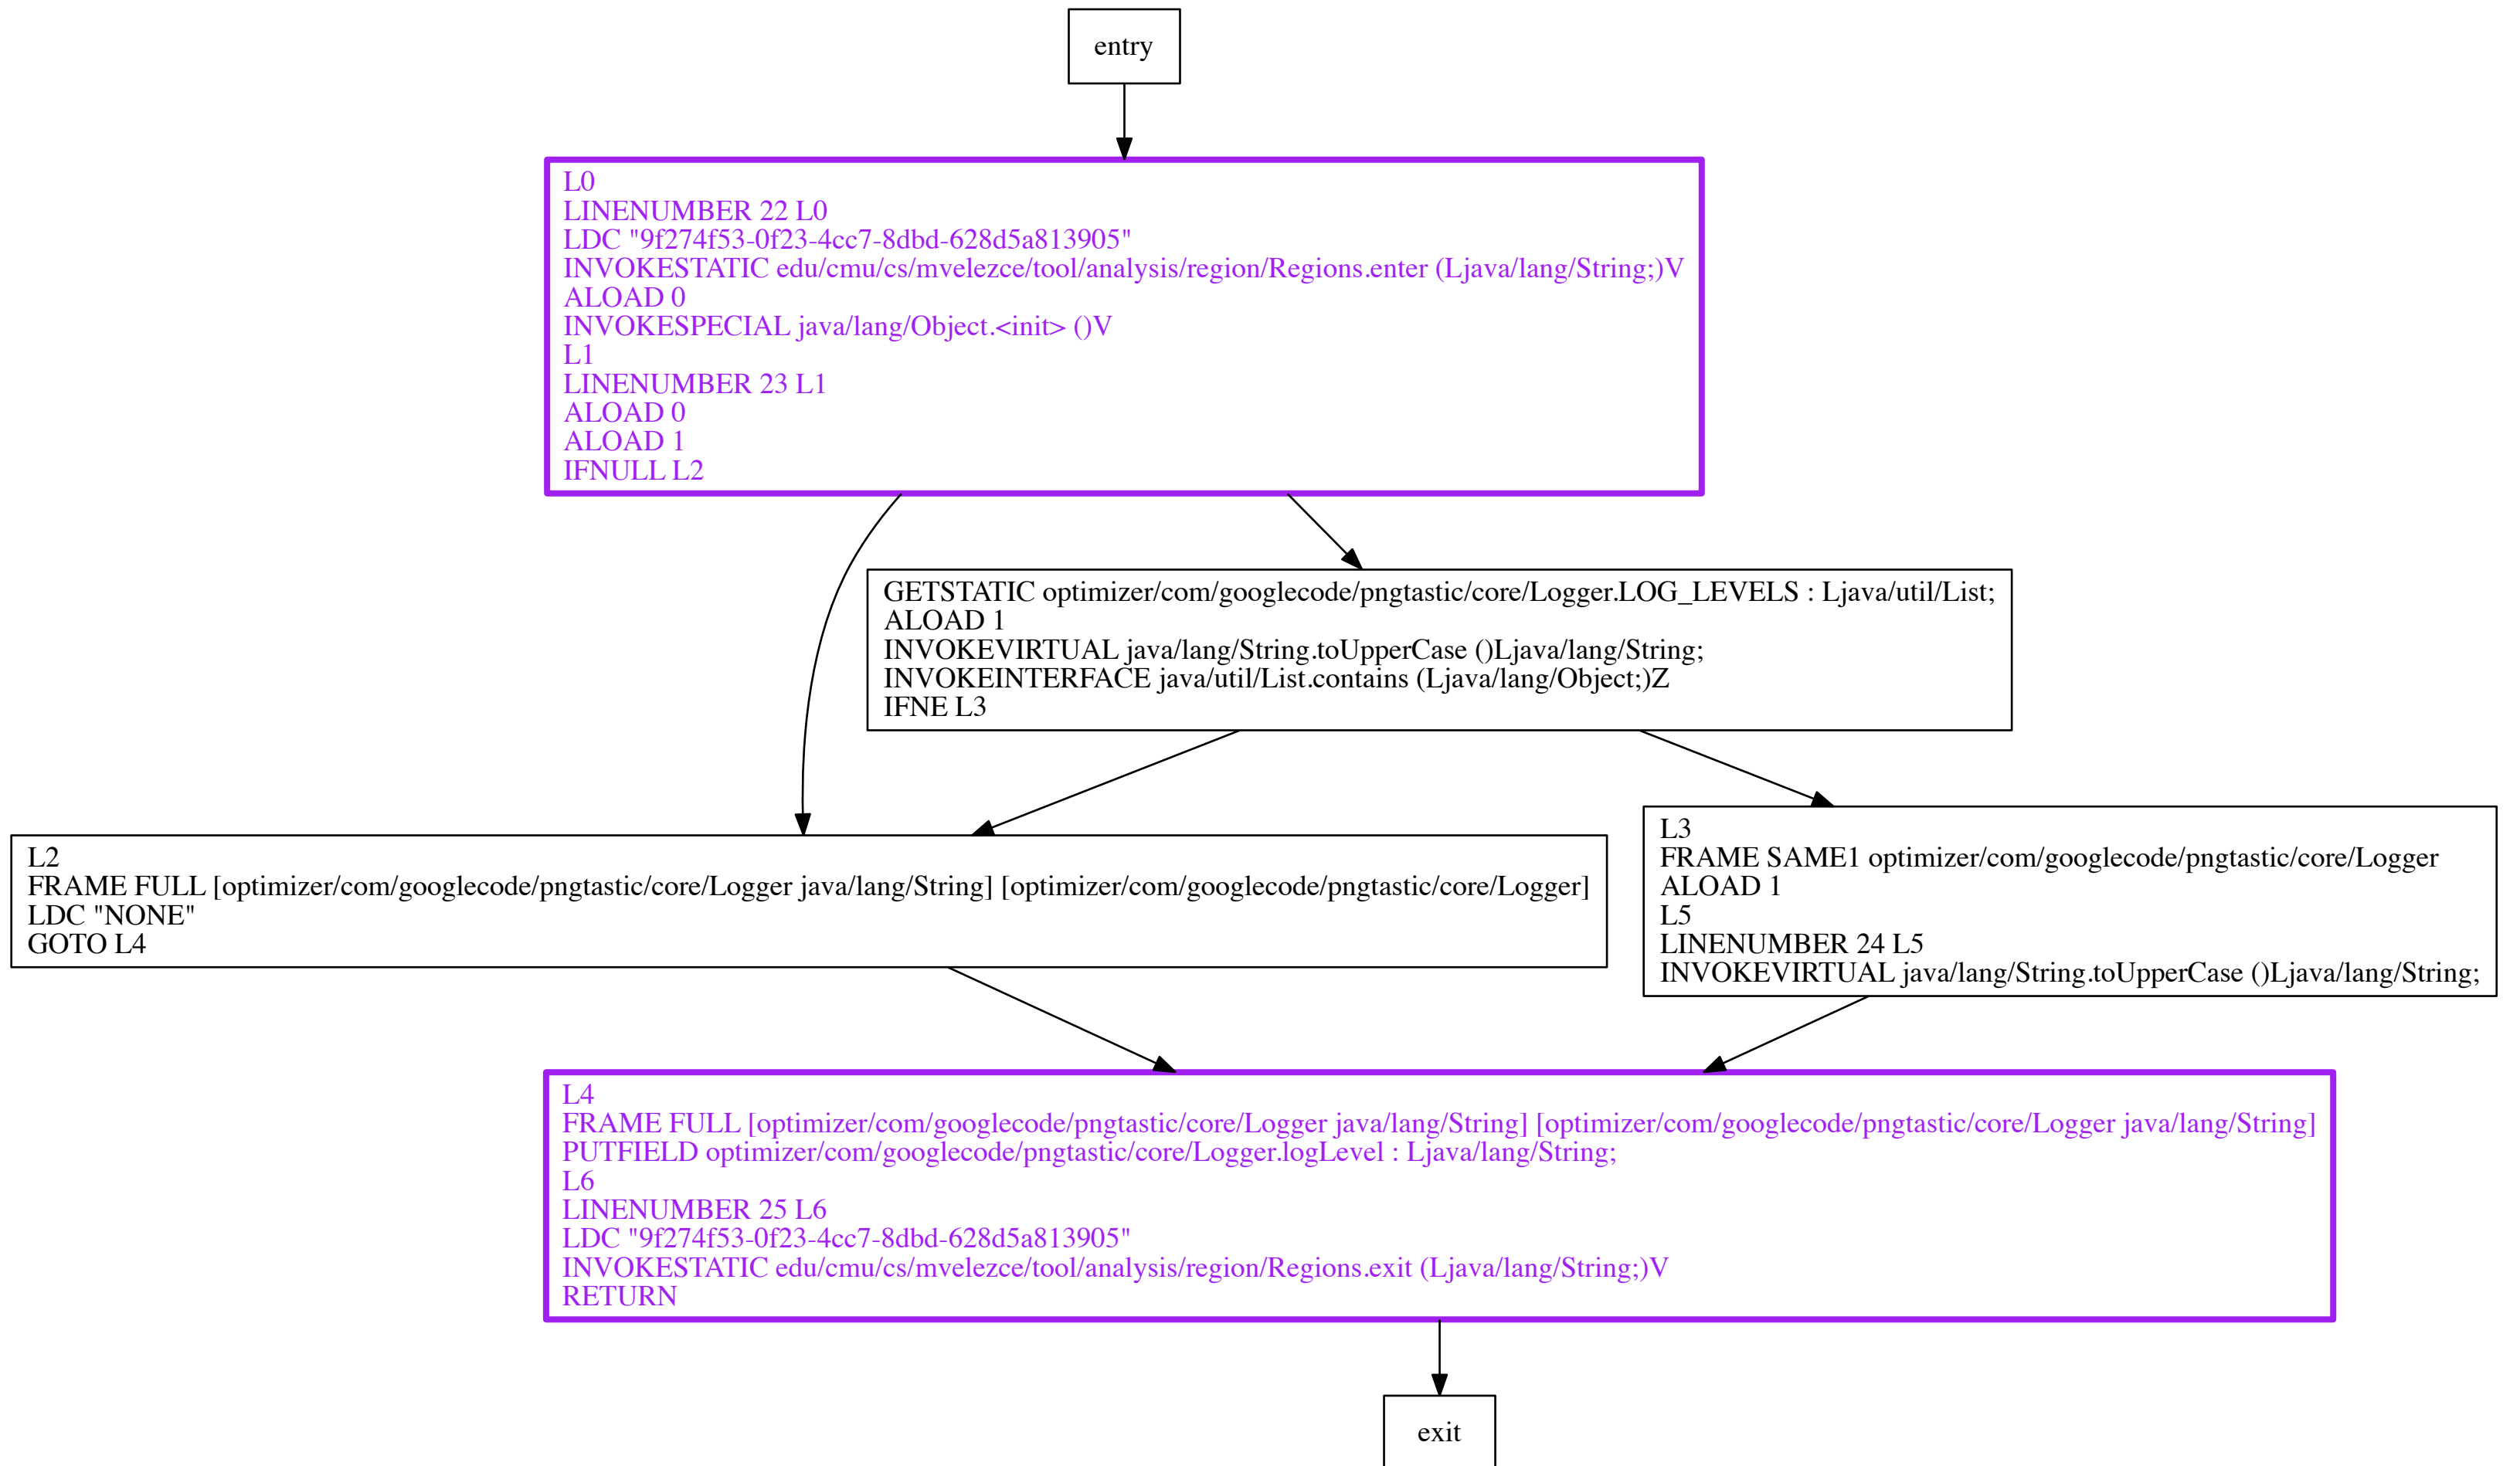 entry
L0
LINENUMBER 22 L0
LDC "9f274f53-0f23-4cc7-8dbd-628d5a813905"
INVOKESTATIC edu/cmu/cs/mvelezce/tool/analysis/region/Regions.enter (Ljava/lang/String;)V
ALOAD 0
INVOKESPECIAL java/lang/Object.<init> ()V
L1
LINENUMBER 23 L1
ALOAD 0
ALOAD 1
IFNULL L2
GETSTATIC optimizer/com/googlecode/pngtastic/core/Logger.LOG_LEVELS : Ljava/util/List;
ALOAD 1
INVOKEVIRTUAL java/lang/String.toUpperCase ()Ljava/lang/String;
INVOKEINTERFACE java/util/List.contains (Ljava/lang/Object;)Z
IFNE L3
L2
FRAME FULL [optimizer/com/googlecode/pngtastic/core/Logger java/lang/String] [optimizer/com/googlecode/pngtastic/core/Logger]
LDC "NONE"
GOTO L4
L3
FRAME SAME1 optimizer/com/googlecode/pngtastic/core/Logger
ALOAD 1
L5
LINENUMBER 24 L5
INVOKEVIRTUAL java/lang/String.toUpperCase ()Ljava/lang/String;
L4
FRAME FULL [optimizer/com/googlecode/pngtastic/core/Logger java/lang/String] [optimizer/com/googlecode/pngtastic/core/Logger java/lang/String]
PUTFIELD optimizer/com/googlecode/pngtastic/core/Logger.logLevel : Ljava/lang/String;
L6
LINENUMBER 25 L6
LDC "9f274f53-0f23-4cc7-8dbd-628d5a813905"
INVOKESTATIC edu/cmu/cs/mvelezce/tool/analysis/region/Regions.exit (Ljava/lang/String;)V
RETURN
exit